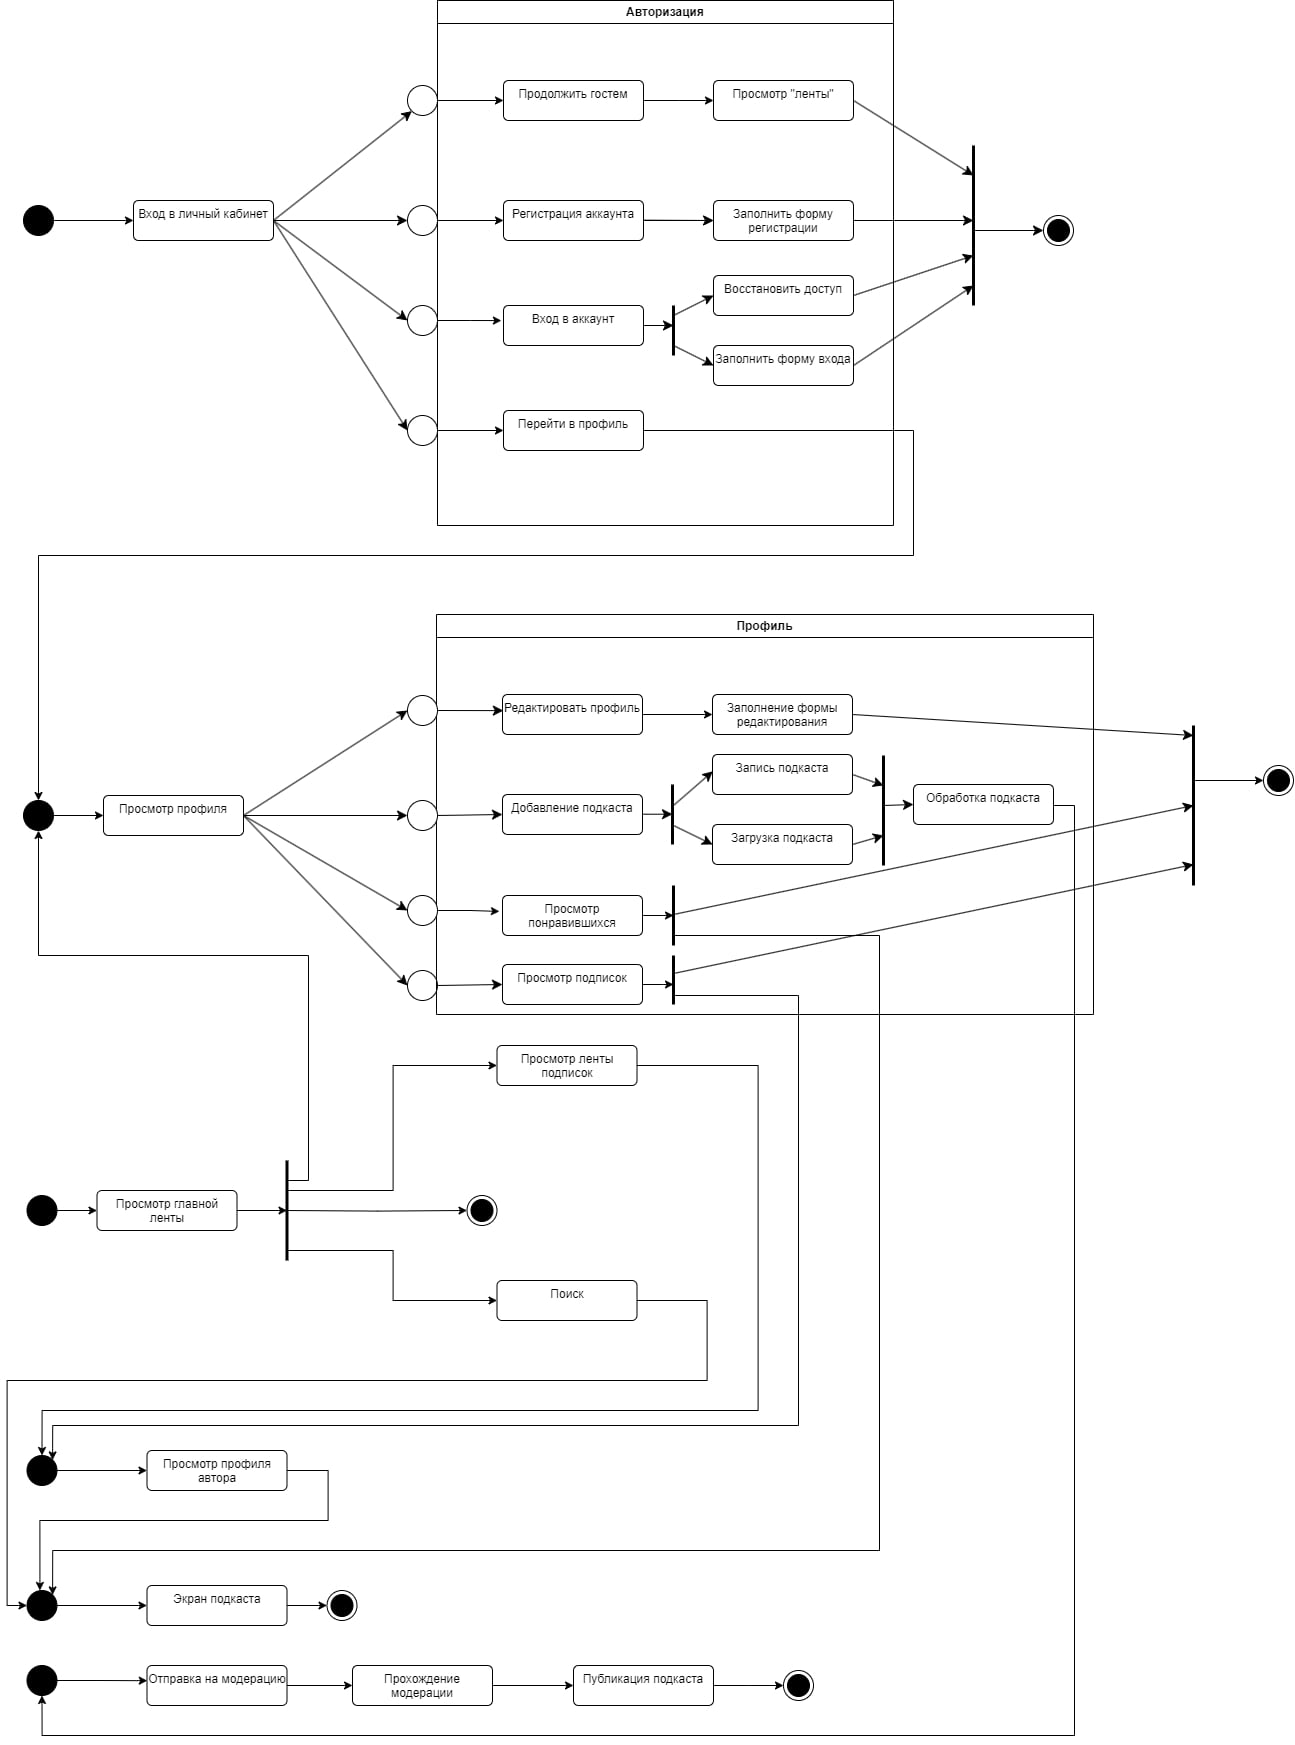 Авторизация
Продолжить гостем
Просмотр "ленты"
Вход в личный кабинет
Регистрация аккаунта
Заполнить форму
регистрации
Восстановить доступ
Вход в аккаунт
Заполнить форму входа
Перейти в профиль
Профиль
Редактировать профиль
Заполнение формы
редактирования
Запись подкаста
Просмотр профиля
Добавление подкаста
Обработка подкаста
Загрузка подкаста
Просмотр
понравившихся
Просмотр подписок
Просмотр ленты
подписок
Просмотр главной
ленты
Поиск
Просмотр профиля
автора
Экран подкаста
Отправка на модерацию
Прохождение
модерации
Публикация подкаста